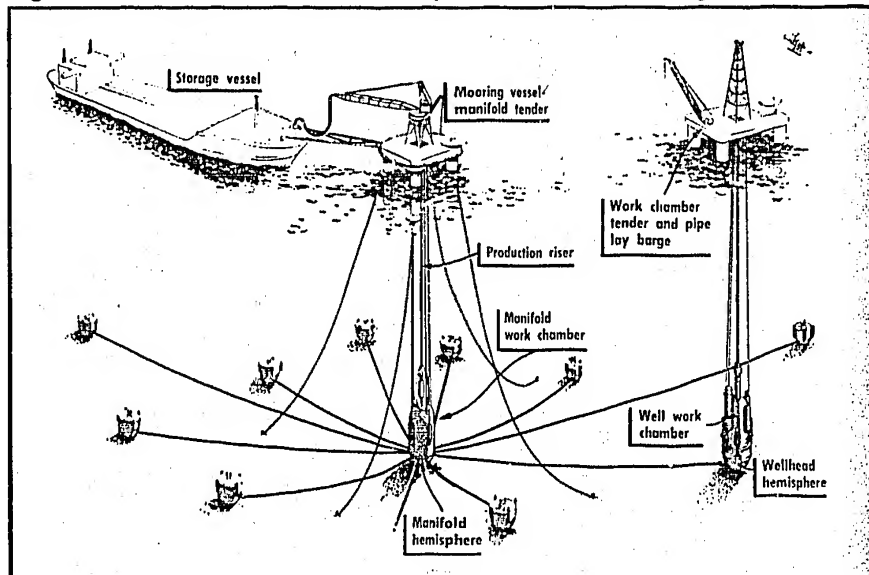 Storage vessel
Mooring vessel/
manifold tender
Work chamber
tender and pipe
lay barge
Production riser
Manifold
work chamber
Well work
chamber
Wellhead
hemisphere
Manifold
hemisphere